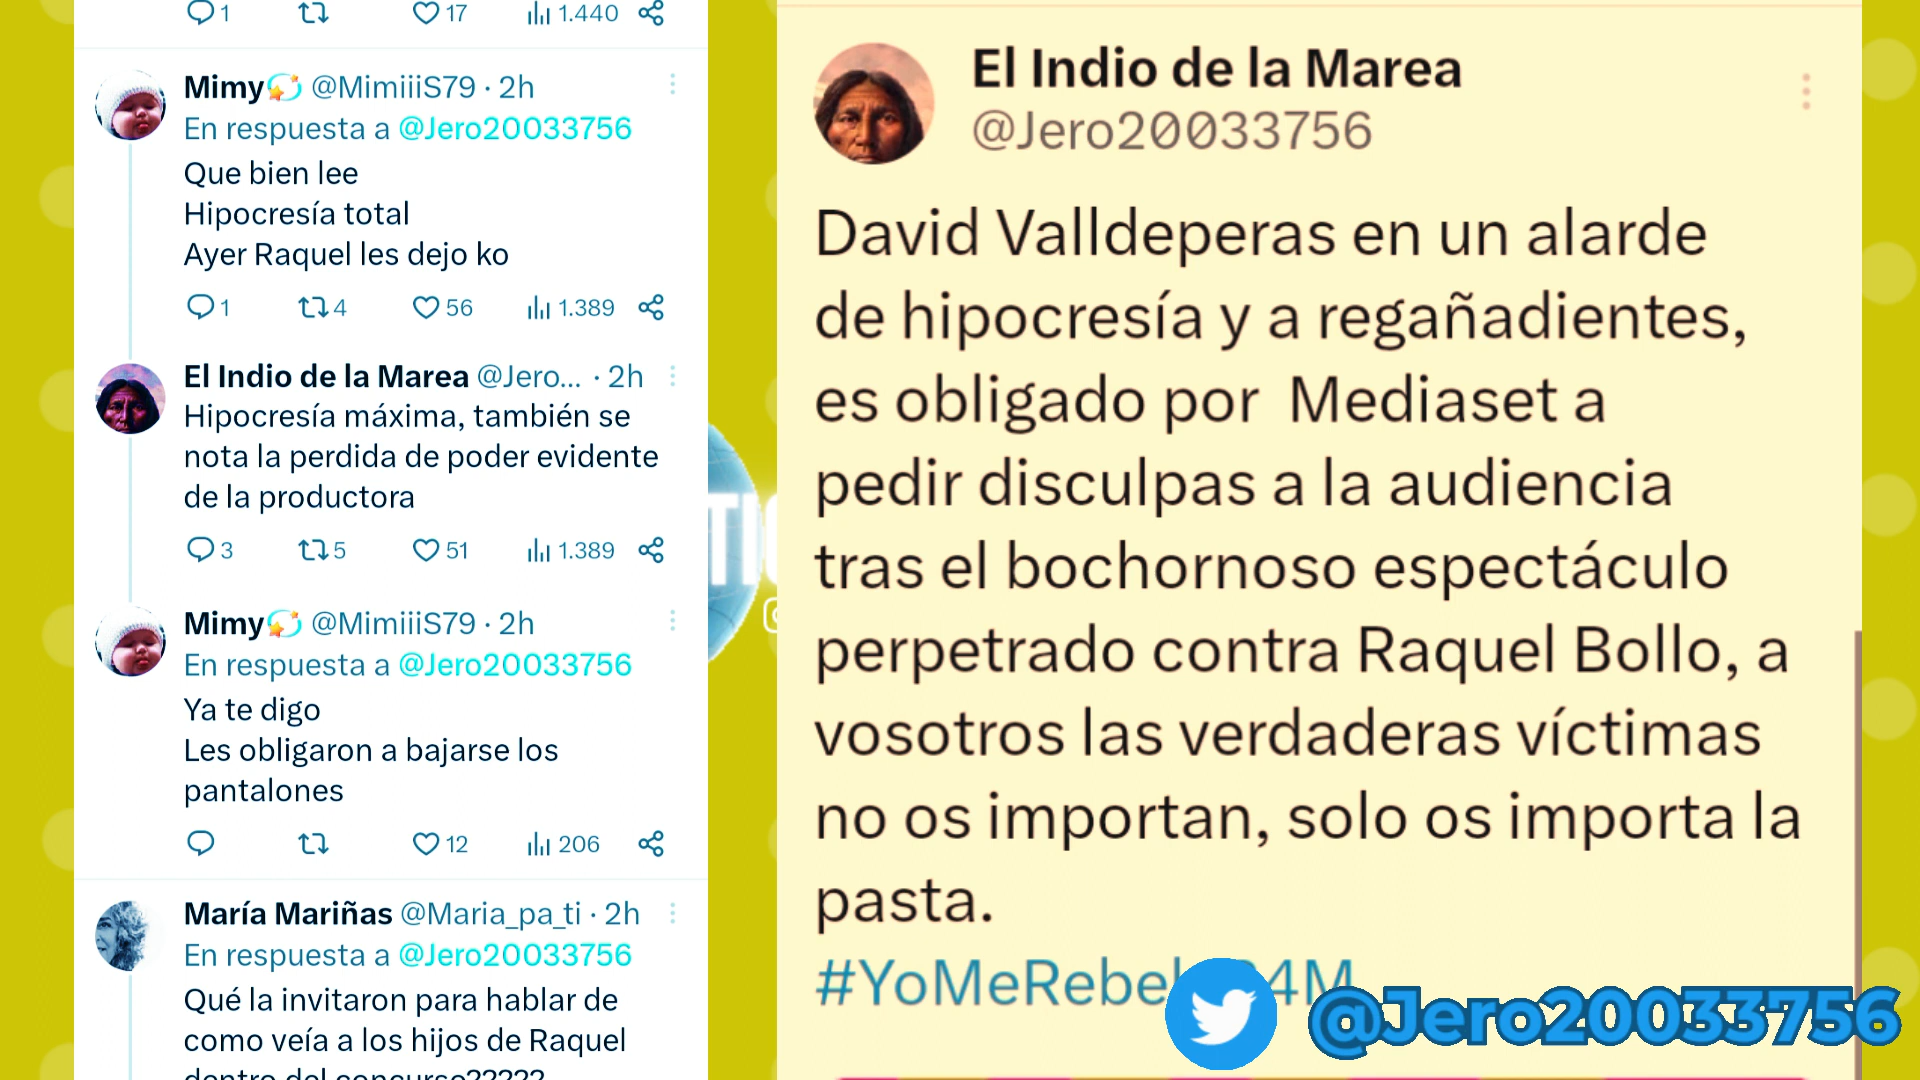 1 17 1.440
Mimy @MimiiiS79 · 2h
En respuesta a @Jero20033756
Que bien lee
Hipocresía total
Ayer Raquel les dejo ko
1 4 56 1.389
El Indio de la Marea @Jero... · 2h
Hipocresía máxima, también se
nota la perdida de poder evidente
de la productora
3 5 51 1.389
Mimy @MimiiiS79 · 2h
En respuesta a @Jero20033756
Ya te digo
Les obligaron a bajarse los
pantalones
12 206
María Mariñas @Maria_pa_ti · 2h
En respuesta a @Jero20033756
Qué la invitaron para hablar de
como veía a los hijos de Raquel
dentro del concurso?????
El Indio de la Marea
@Jero20033756
David Valldeperas en un alarde
de hipocresía y a regañadientes,
es obligado por Mediaset a
pedir disculpas a la audiencia
tras el bochornoso espectáculo
perpetrado contra Raquel Bollo, a
vosotros las verdaderas víctimas
no os importan, solo os importa la
pasta.
@Jero20033756